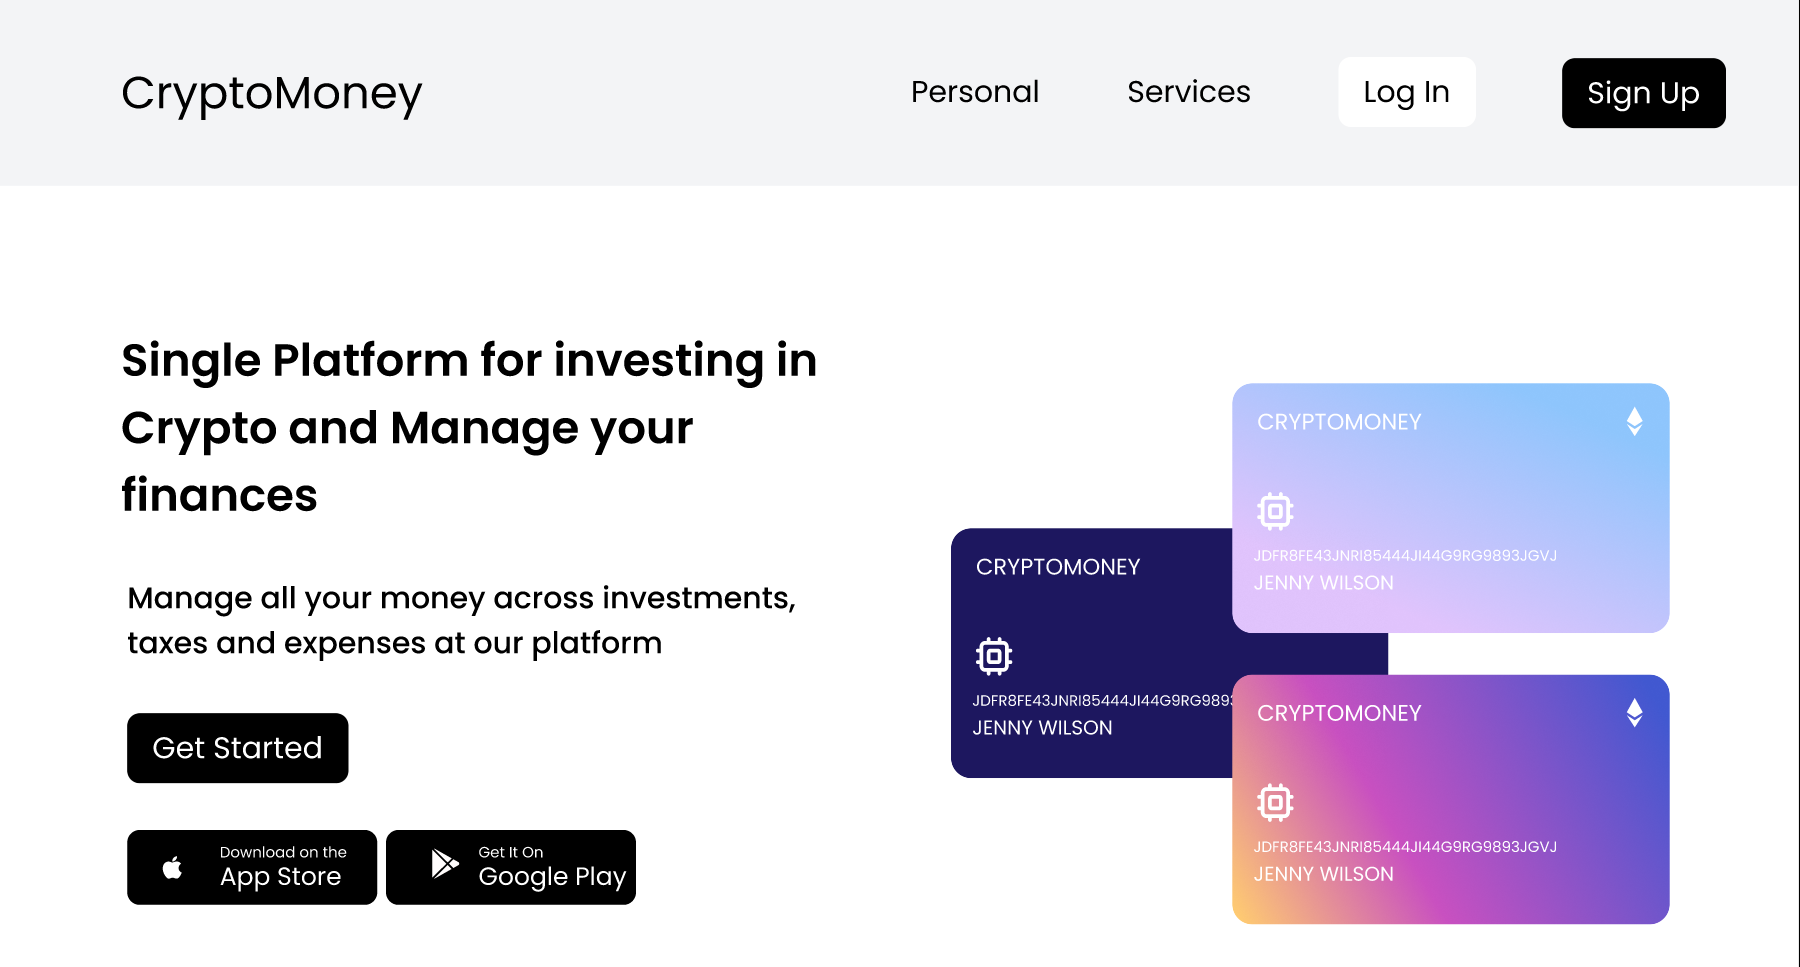 CryptoMoney
Personal
Services
Log In
Sign Up
Single Platform for investing in
Crypto and Manage your
finances
Manage all your money across investments,
taxes and expenses at our platform
Get Started
Download on the
App Store
Get It On
Google Play
CRYPTOMONEY
JDFR8FE43JNRI85444JI44G9RG9893
JENNY WILSON
CRYPTOMONEY
JDFR8FE43JNRI85444JI44G9RG9893JGVJ
JENNY WILSON
CRYPTOMONEY
JDFR8FE43JNRI85444JI44G9RG9893JGVJ
JENNY WILSON